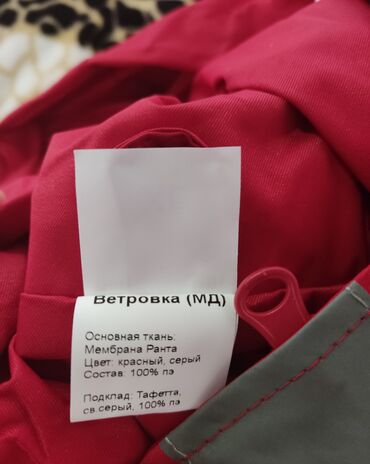 Ветровка (МД)
Основная ткань:
Мембрана Ранта
Цвет: красный, серый
Состав: 100% пэ
Подклад: Тафетта,
св.серый, 100% пэ